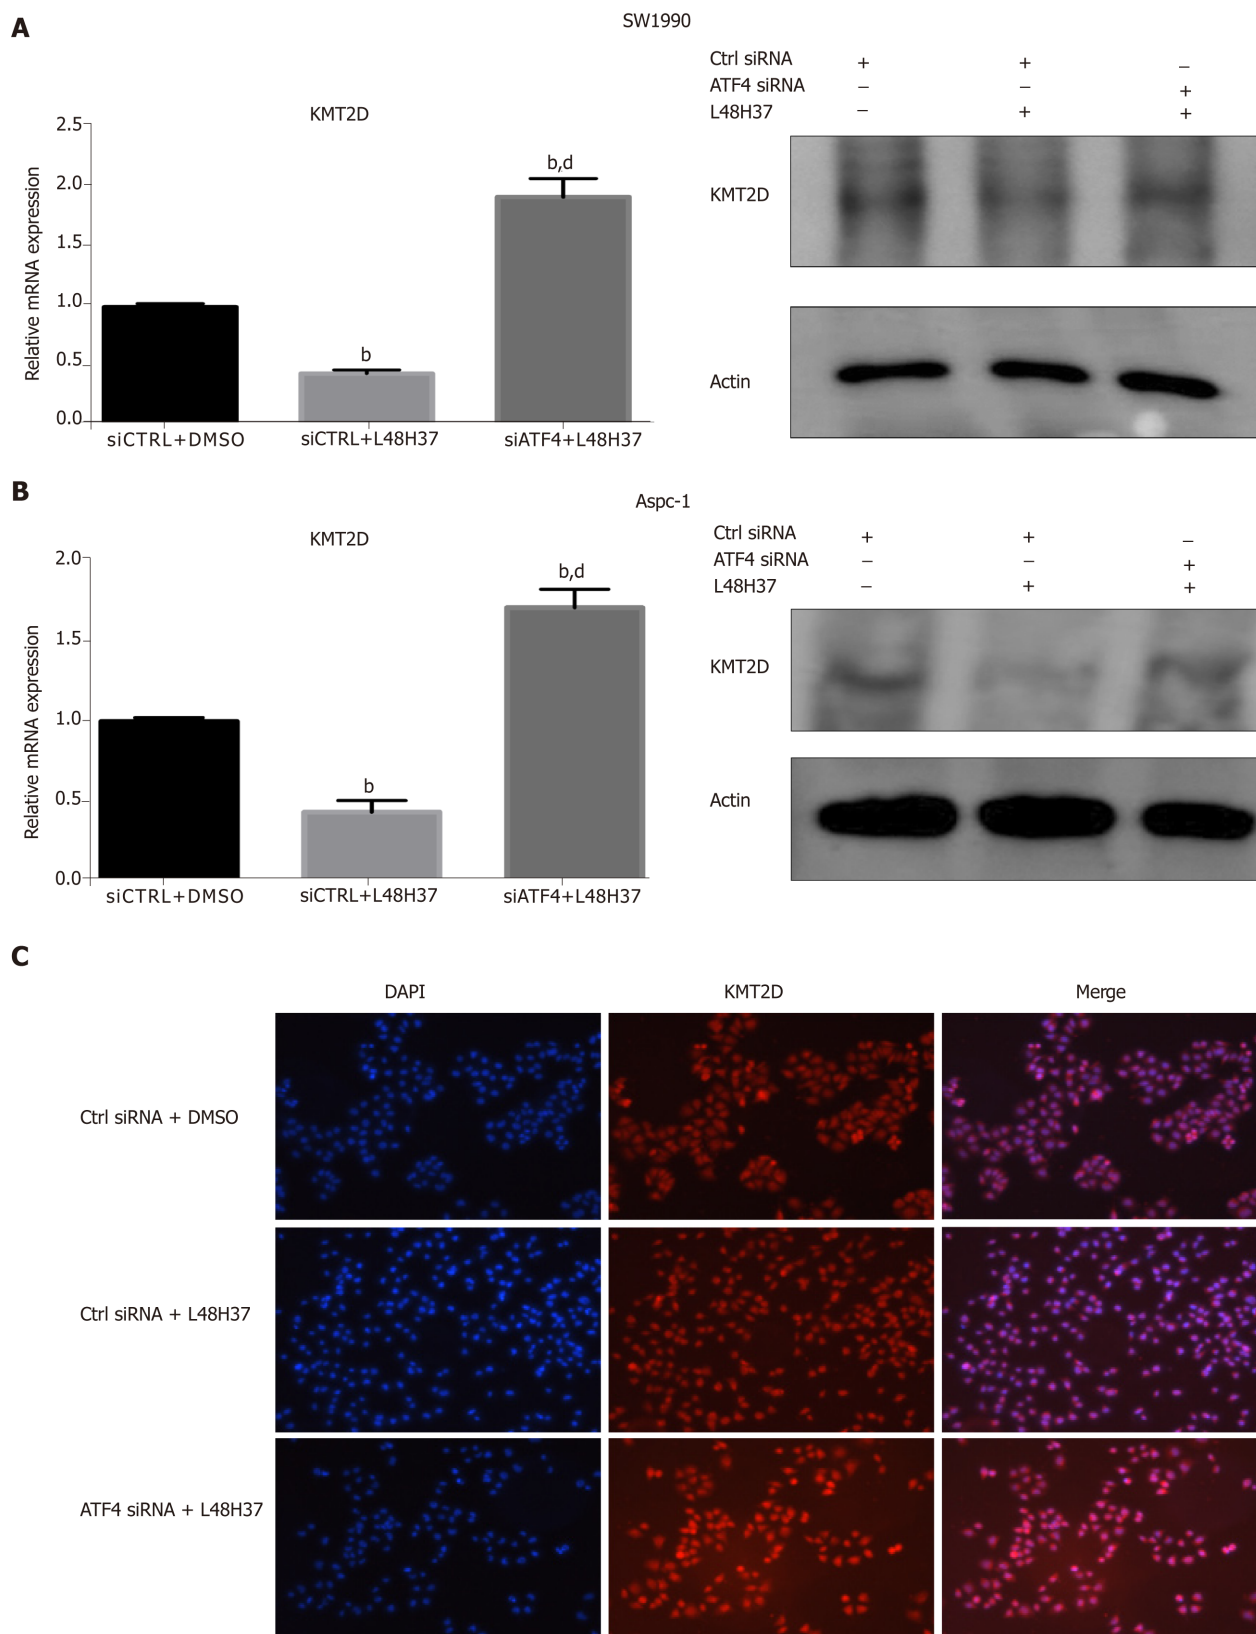 A
SW1990
KMT2D
Relative mRNA expression
2.5
2.0
1.5
1.0
0.5
0.0
b
b,d
siCTRL+DMSO
siCTRL+L48H37
siATF4+L48H37
Ctrl siRNA + + –
ATF4 siRNA – – +
L48H37 – + +
KMT2D
Actin
B
Aspc-1
KMT2D
Relative mRNA expression
2.0
1.5
1.0
0.5
0.0
b
b,d
siCTRL+DMSO
siCTRL+L48H37
siATF4+L48H37
Ctrl siRNA + + –
ATF4 siRNA – – +
L48H37 – + +
KMT2D
Actin
C
DAPI
KMT2D
Merge
Ctrl siRNA + DMSO
Ctrl siRNA + L48H37
ATF4 siRNA + L48H37